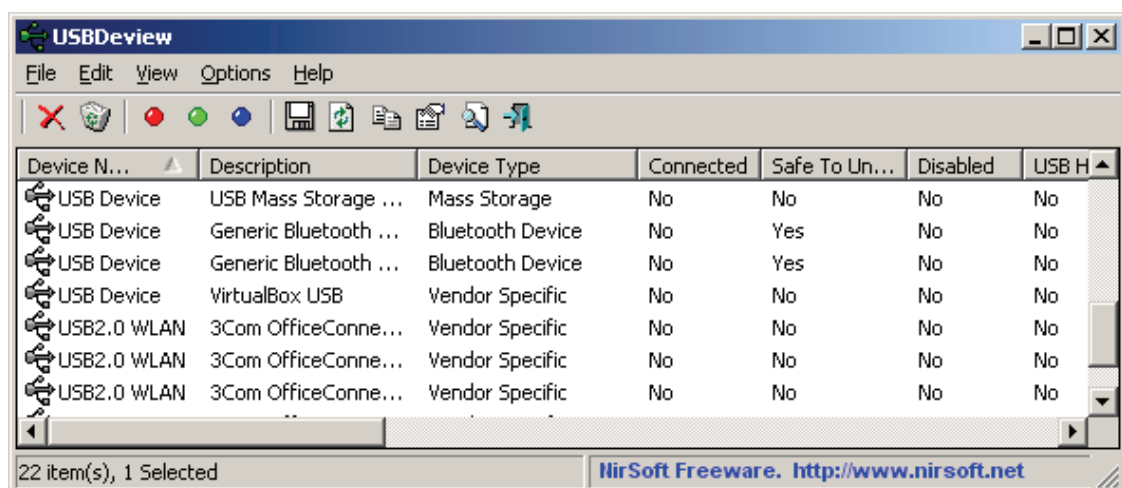 USBDeview
File Edit View Options Help
Device N... Description Device Type Connected Safe To Un... Disabled USB H
USB Device USB Mass Storage ... Mass Storage No No No No
USB Device Generic Bluetooth ... Bluetooth Device No Yes No No
USB Device Generic Bluetooth ... Bluetooth Device No Yes No No
USB Device VirtualBox USB Vendor Specific No No No No
USB2.0 WLAN 3Com OfficeConne... Vendor Specific No No No No
USB2.0 WLAN 3Com OfficeConne... Vendor Specific No No No No
USB2.0 WLAN 3Com OfficeConne... Vendor Specific No No No No
22 item(s), 1 Selected NirSoft Freeware. http://www.nirsoft.net